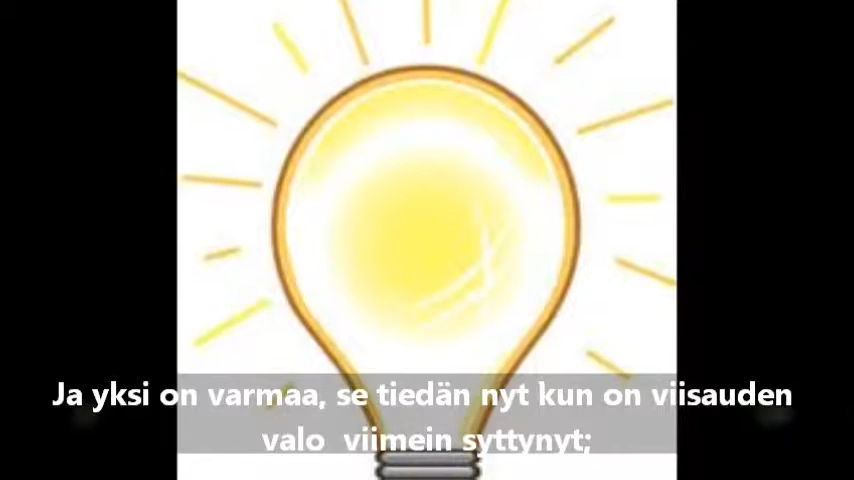 Ja yksi on varmaa, se tiedän nyt kun on viisauden
valo viimein syttynyt;